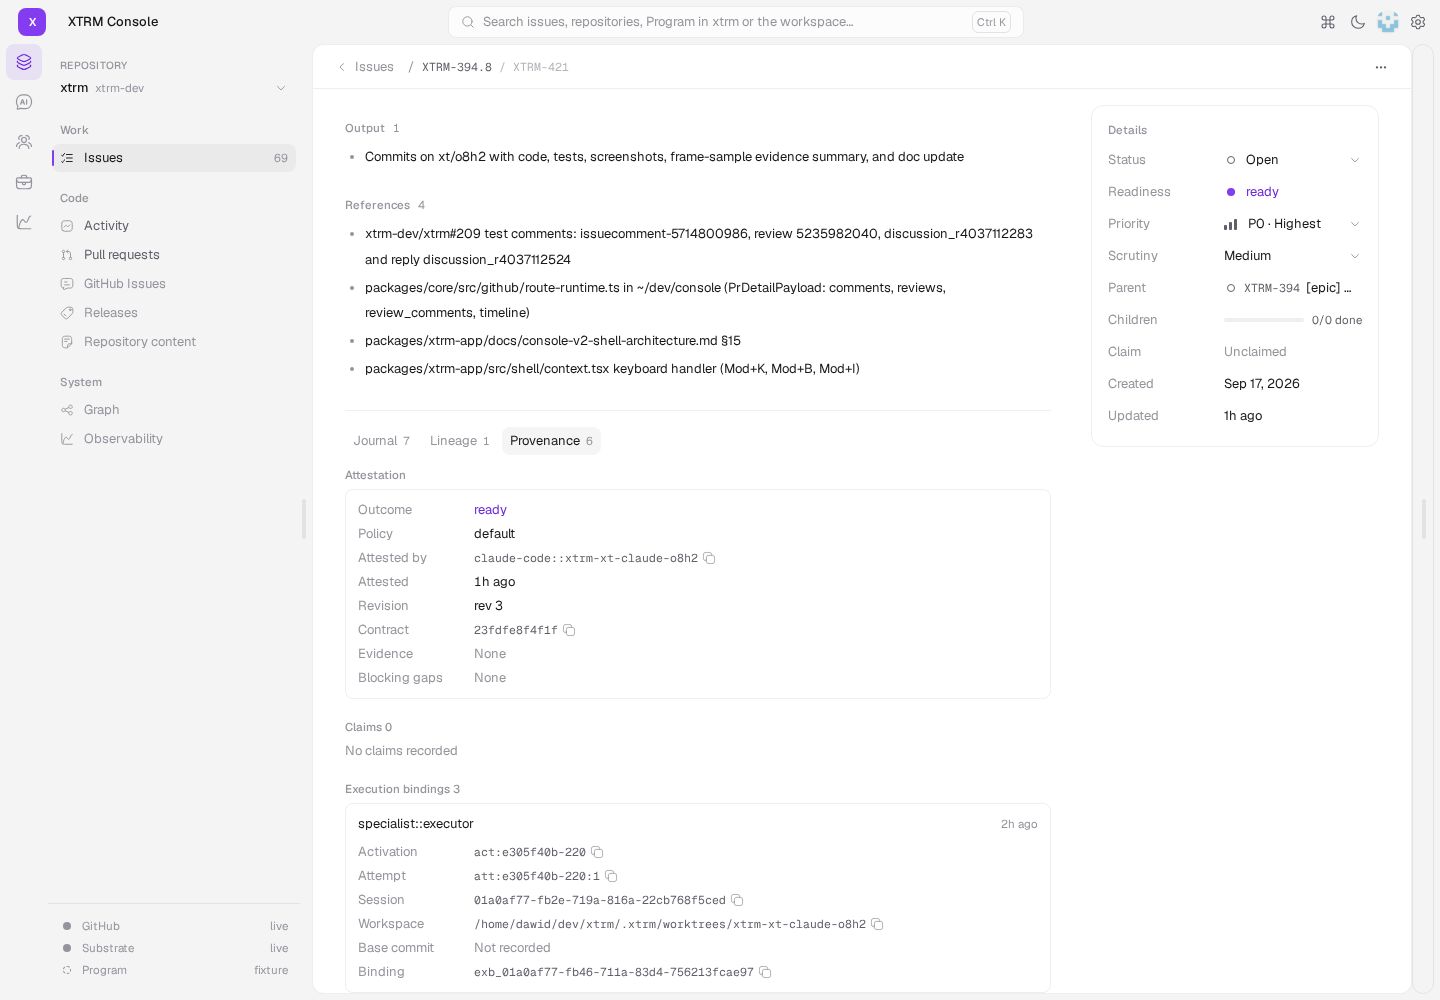 X
XTRM Console
Search issues, repositories, Program in xtrm or the workspace...
Ctrl K
AI
REPOSITORY
xtrm xtrm-dev
Work
Issues 69
Code
Activity
Pull requests
GitHub Issues
Releases
Repository content
System
Graph
Observability
GitHub live
Substrate live
Program fixture
Issues / XTRM-394.8 / XTRM-421
Output 1
Commits on xt/o8h2 with code, tests, screenshots, frame-sample evidence summary, and doc update
References 4
xtrm-dev/xtrm#209 test comments: issuecomment-5714800986, review 5235982040, discussion_r4037112283
and reply discussion_r4037112524
packages/core/src/github/route-runtime.ts in ~/dev/console (PrDetailPayload: comments, reviews,
review_comments, timeline)
packages/xtrm-app/docs/console-v2-shell-architecture.md §15
packages/xtrm-app/src/shell/context.tsx keyboard handler (Mod+K, Mod+B, Mod+I)
Journal 7 Lineage 1 Provenance 6
Attestation
Outcome ready
Policy default
Attested by claude-code::xtrm-xt-claude-o8h2
Attested 1h ago
Revision rev 3
Contract 23fdfe8f4f1f
Evidence None
Blocking gaps None
Claims 0
No claims recorded
Execution bindings 3
specialist::executor 2h ago
Activation act:e305f40b-220
Attempt att:e305f40b-220:1
Session 01a0af77-fb2e-719a-816a-22cb768f5ced
Workspace /home/dawid/dev/xtrm/.xtrm/worktrees/xtrm-xt-claude-o8h2
Base commit Not recorded
Binding exb_01a0af77-fb46-711a-83d4-756213fcae97
Details
Status Open
Readiness ready
Priority P0 · Highest
Scrutiny Medium
Parent XTRM-394 [epic] ...
Children 0/0 done
Claim Unclaimed
Created Sep 17, 2026
Updated 1h ago